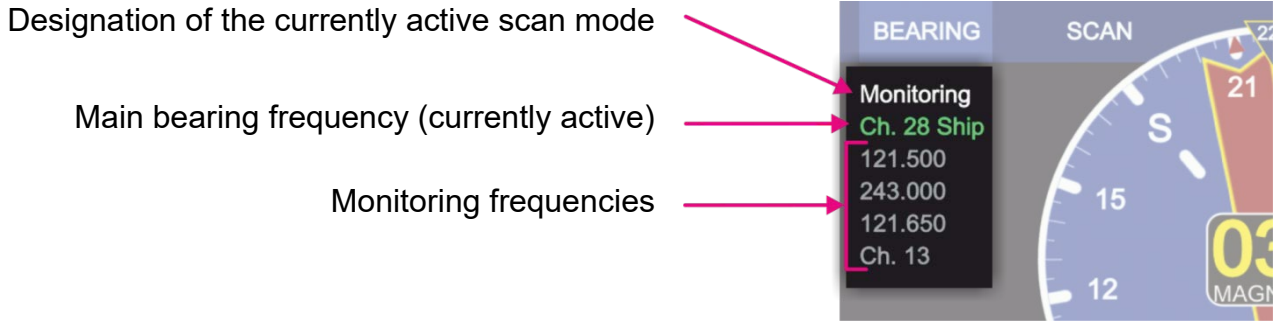 Designation of the currently active scan mode
Main bearing frequency (currently active)
Monitoring frequencies
BEARING SCAN
Monitoring
Ch. 28 Ship
121.500
243.000
121.650
Ch. 13
21
S
15
12
03